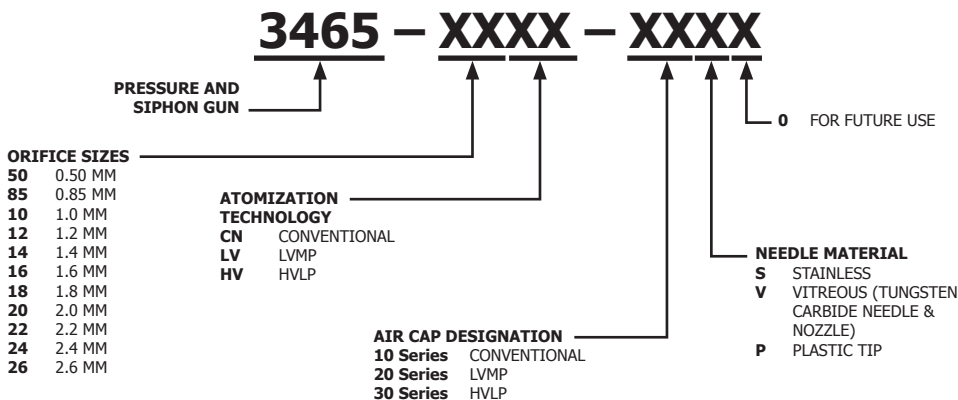 3465 – XXXX – XXXX
PRESSURE AND
SIPHON GUN
0 FOR FUTURE USE
ORIFICE SIZES
50 0.50 MM
85 0.85 MM
10 1.0 MM
12 1.2 MM
14 1.4 MM
16 1.6 MM
18 1.8 MM
20 2.0 MM
22 2.2 MM
24 2.4 MM
26 2.6 MM
ATOMIZATION
TECHNOLOGY
CN CONVENTIONAL
LV LVMP
HV HVLP
AIR CAP DESIGNATION
10 Series CONVENTIONAL
20 Series LVMP
30 Series HVLP
NEEDLE MATERIAL
S STAINLESS
V VITREOUS (TUNGSTEN
CARBIDE NEEDLE &
NOZZLE)
P PLASTIC TIP